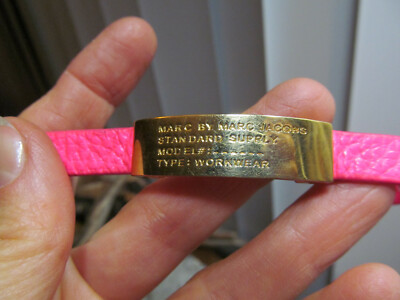 MARC BY MARC JACOBS
STANDARD SUPPLY
MODEL#:
TYPE: WORKWEAR